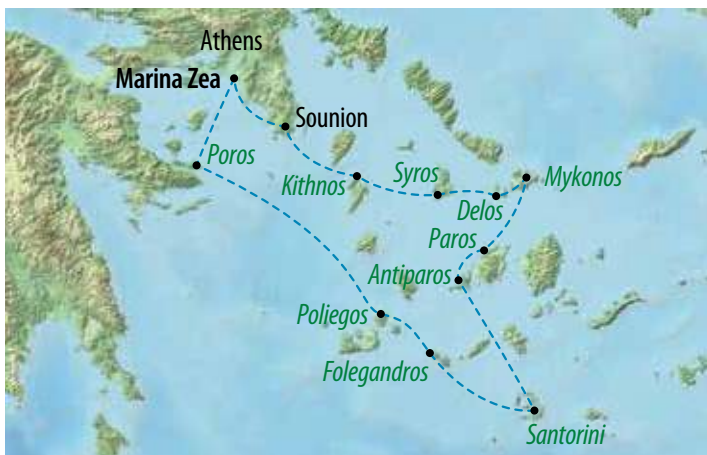 Athens
Marina Zea
Sounion
Poros
Kithnos
Syros
Mykonos
Delos
Paros
Antiparos
Poliegos
Folegandros
Santorini